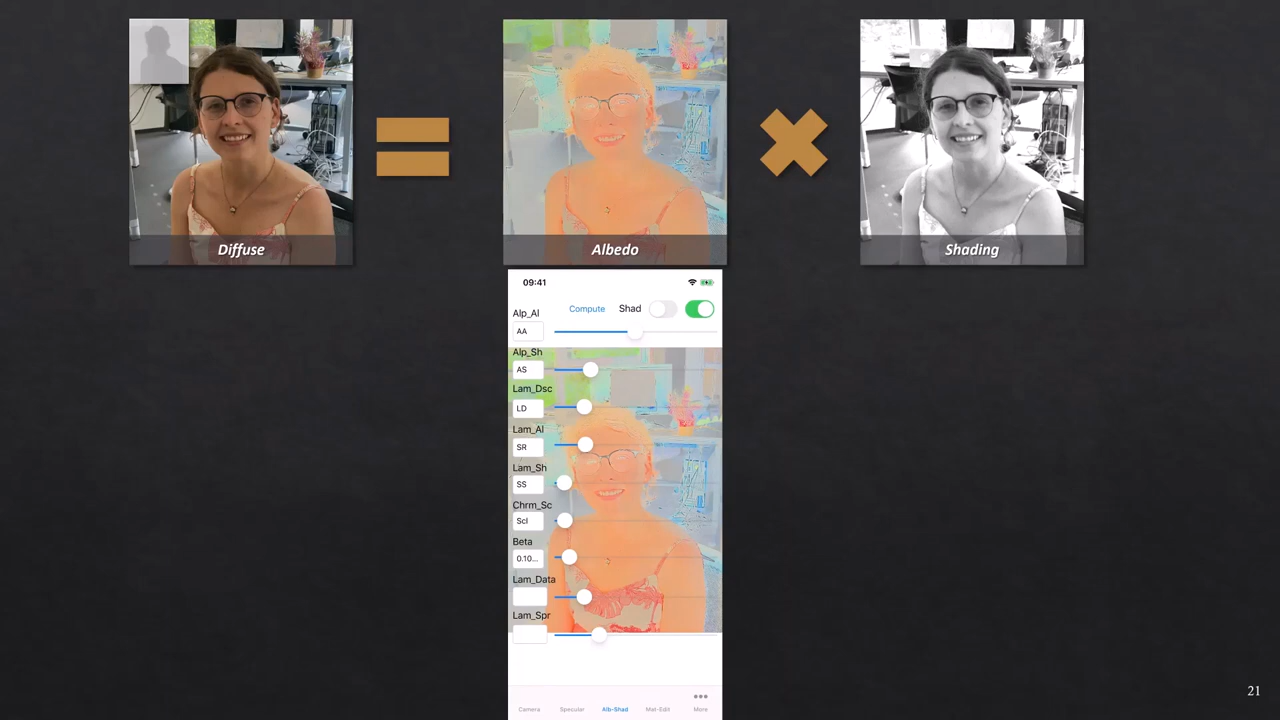 Diffuse
Albedo
Shading
09:41
Compute Shad
Alp_Al
AA
Alp_Sh
AS
Lam_Dsc
LD
Lam_Al
SR
Lam_Sh
SS
Chrm_Sc
Scl
Beta
0.10...
Lam_Data
Lam_Spr
Camera Specular Alb-Shad Mat-Edit More
21